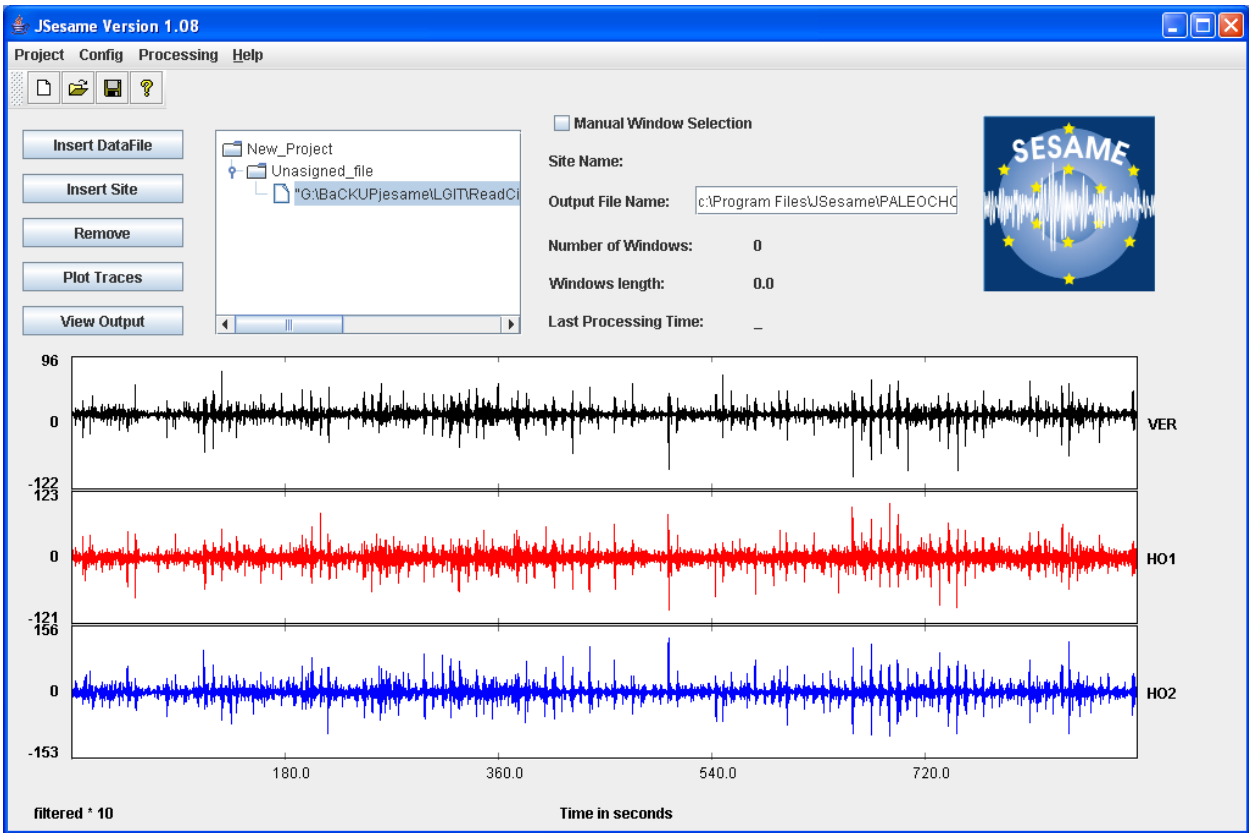 JSesame Version 1.08
Project Config Processing Help
Insert DataFile
Insert Site
Remove
Plot Traces
View Output
New_Project
Unasigned_file
"G:\BaCKUPjesame\LGIT\ReadCi
Manual Window Selection
Site Name:
Output File Name: c:\Program Files\JSesame\PALEOCHO
Number of Windows: 0
Windows length: 0.0
Last Processing Time: _
SESAME
96
0
-122
VER
123
0
-121
HO1
156
0
-153
HO2
180.0 360.0 540.0 720.0
filtered * 10 Time in seconds